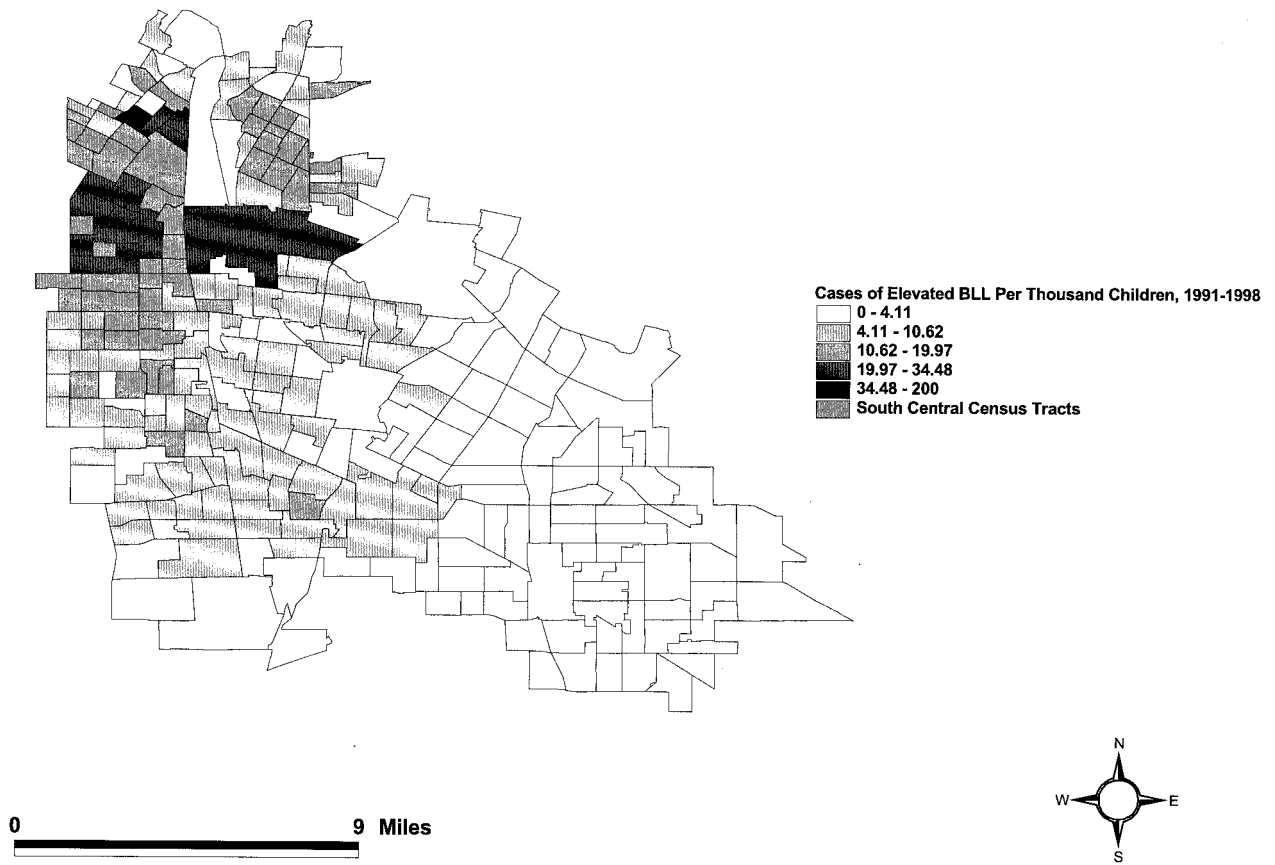 Cases of Elevated BLL Per Thousand Children, 1991-1998
0 - 4.11
4.11 - 10.62
10.62 - 19.97
19.97 - 34.48
34.48 - 200
South Central Census Tracts
N
W E
S
0 9 Miles